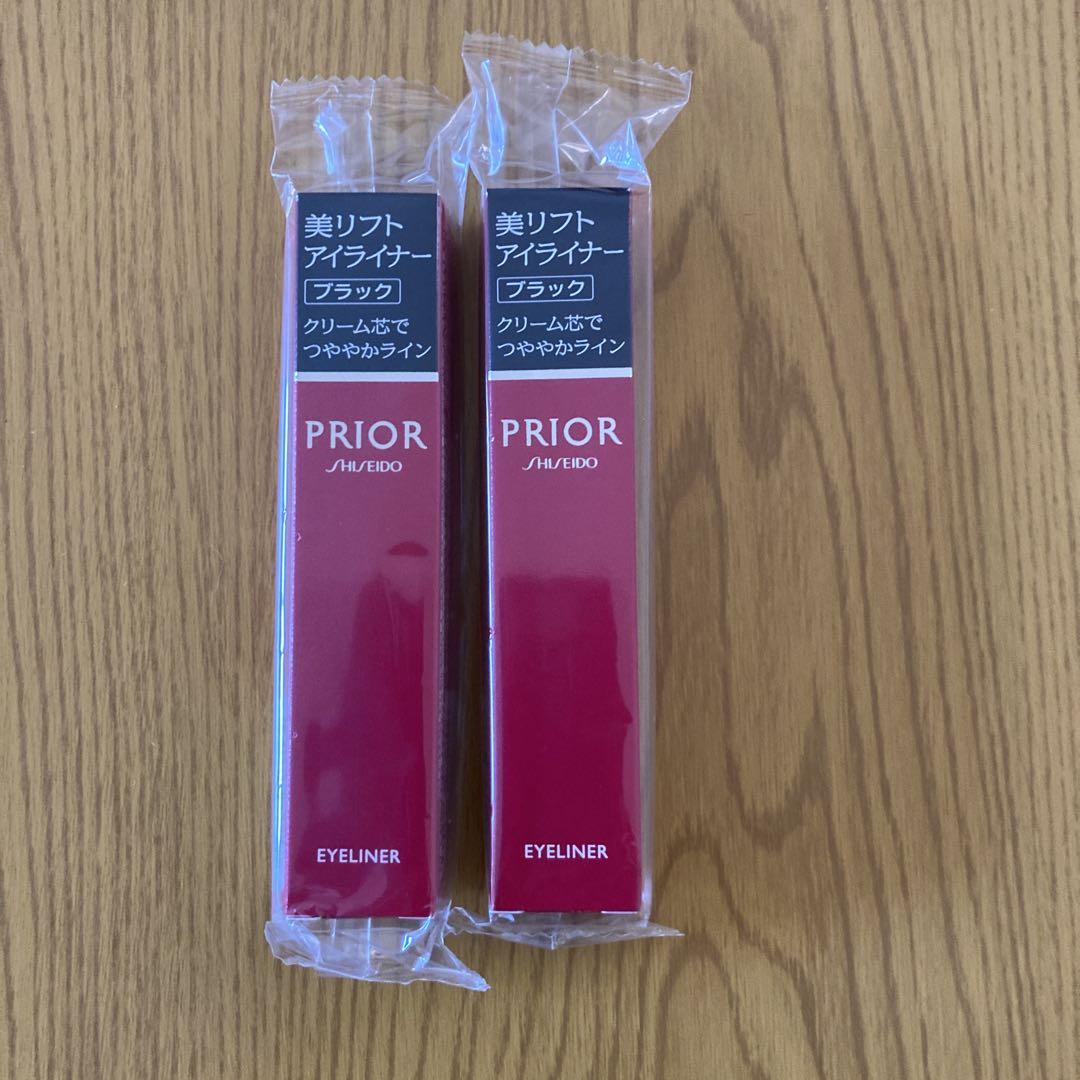 美リフト
アイライナー
ブラック
クリーム芯で
つややかライン
PRIOR
SHISEIDO
EYELINER
美リフト
アイライナー
ブラック
クリーム芯で
つややかライン
PRIOR
SHISEIDO
EYELINER